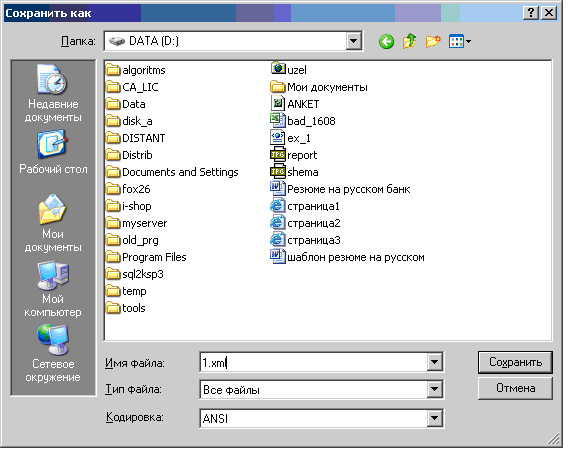 Сохранить как
Папка:
DATA (D:)
Недавние
документы
Рабочий стол
Мои
документы
Мой
компьютер
Сетевое
окружение
algoritms
CA_LIC
Data
disk_a
DISTANT
Distrib
Documents and Settings
fox26
i-shop
myserver
old_prg
Program Files
sql2ksp3
temp
tools
uzel
Мои документы
ANKET
bad_1608
ex_1
report
shema
Резюме на русском банк
страница1
страница2
страница3
шаблон резюме на русском
Имя файла:
1.xml
Сохранить
Тип файла:
Все файлы
Отмена
Кодировка:
ANSI